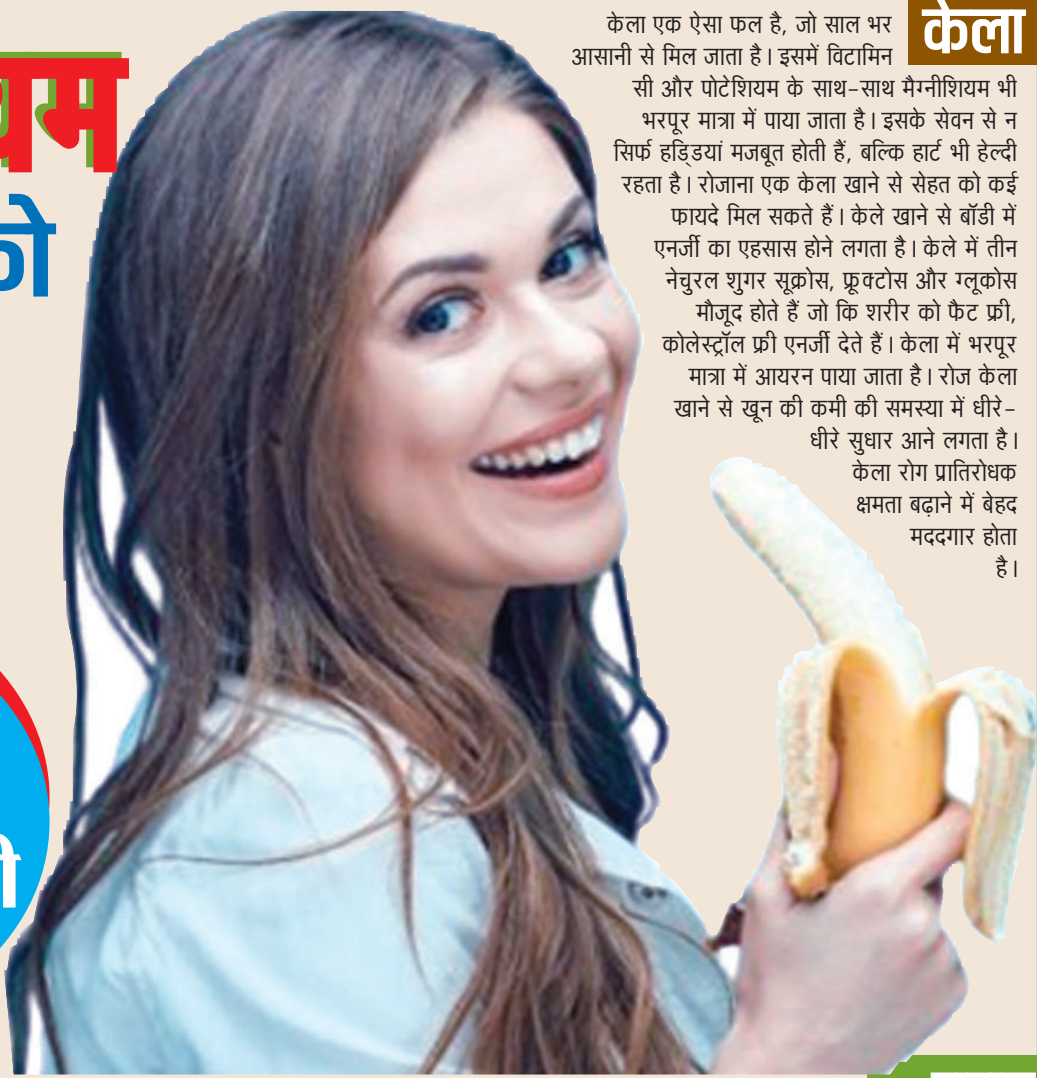 केला
केला एक ऐसा फल है, जो साल भर
आसानी से मिल जाता है। इसमें विटामिन
सी और पोटेशियम के साथ-साथ मैग्नीशियम भी
भरपूर मात्रा में पाया जाता है। इसके सेवन से न
सिर्फ हडि्डयां मजबूत होती हैं, बल्कि हार्ट भी हेल्दी
रहता है। रोजाना एक केला खाने से सेहत को कई
फायदे मिल सकते हैं। केले खाने से बॉडी में
एनर्जी का एहसास होने लगता है। केले में तीन
नेचुरल शुगर सूक्रोस, फ्रूक्टोस और ग्लूकोस
मौजूद होते हैं जो कि शरीर को फैट फ्री,
कोलेस्ट्रॉल फ्री एनर्जी देते हैं। केला में भरपूर
मात्रा में आयरन पाया जाता है। रोज केला
खाने से खून की कमी की समस्या में धीरे-
धीरे सुधार आने लगता है।
केला रोग प्रातिरोधक
क्षमता बढ़ाने में बेहद
मददगार होता
है।